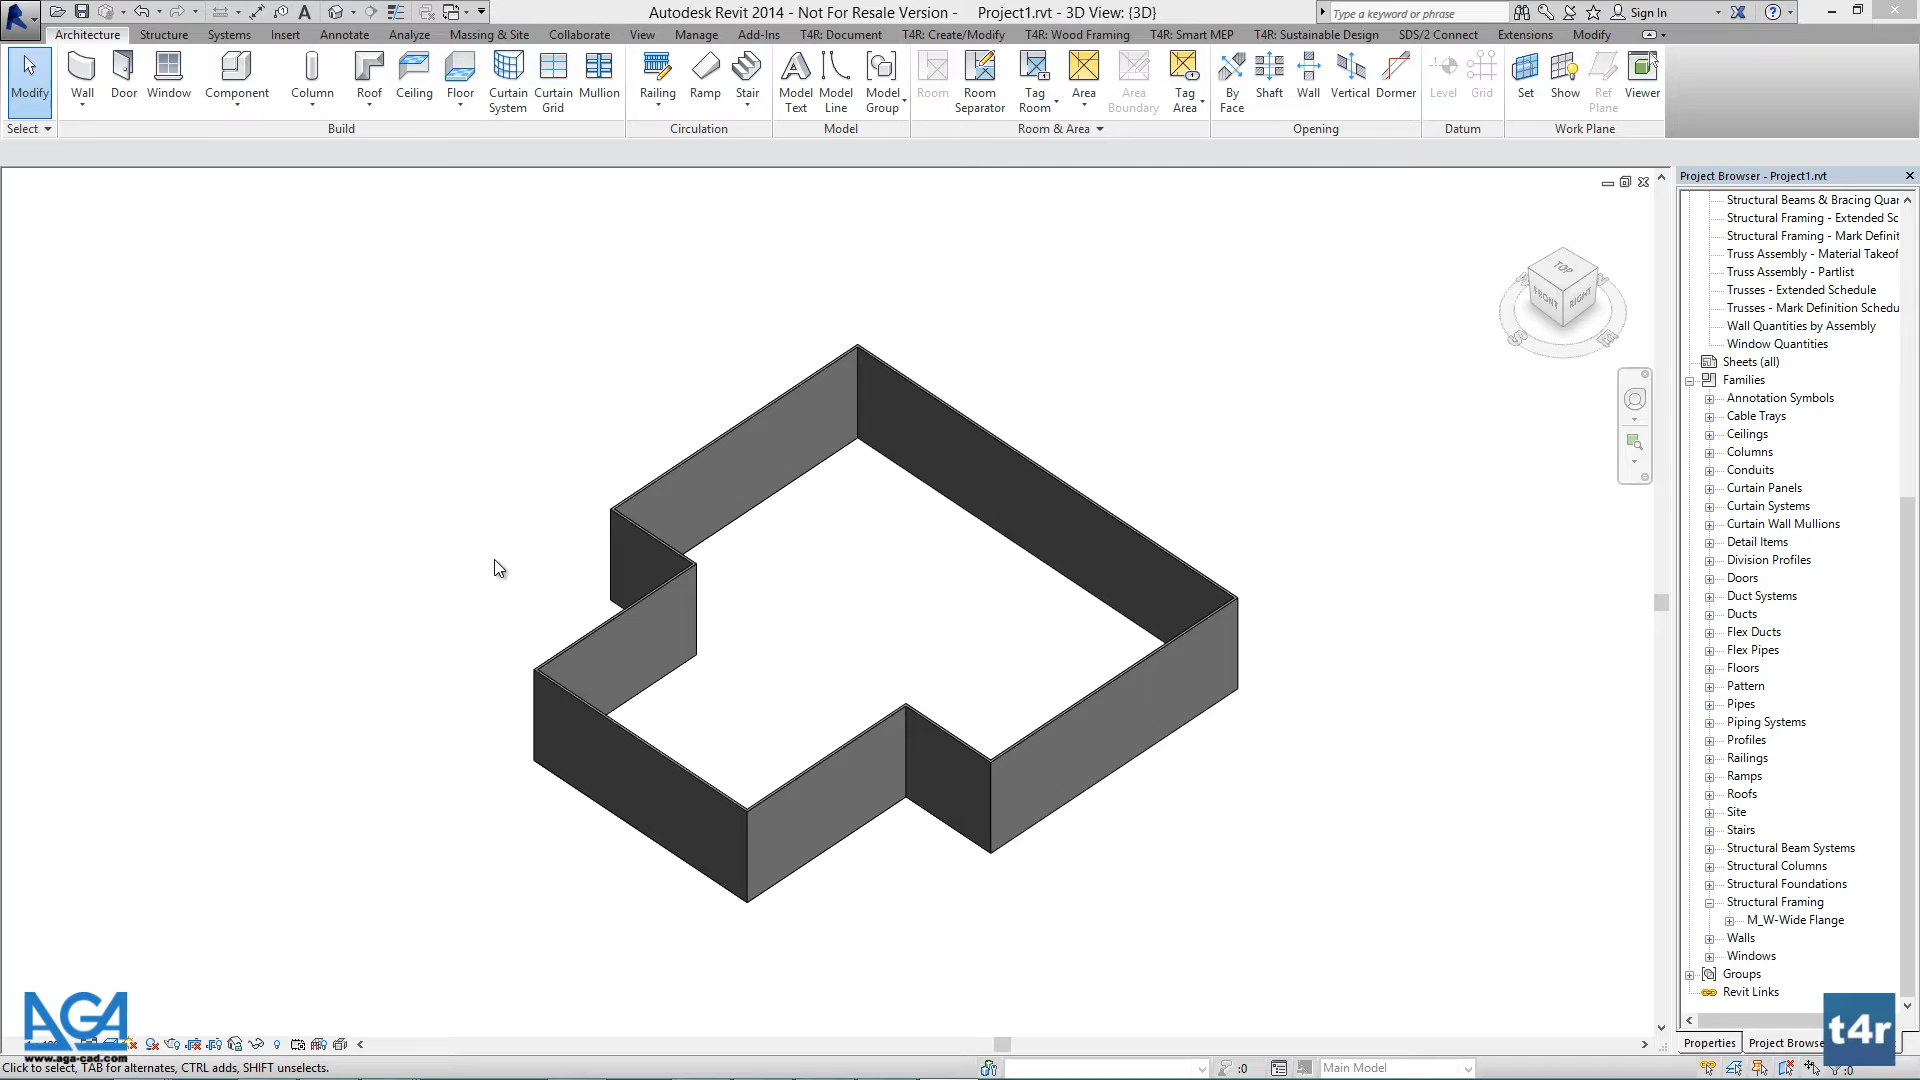 Autodesk Revit 2014 - Not For Resale Version - Project1.rvt - 3D View: {3D}
Type a keyword or phrase
Sign In
Architecture Structure Systems Insert Annotate Analyze Massing & Site Collaborate View Manage Add-Ins T4R: Document T4R: Create/Modify T4R: Wood Framing T4R: Smart MEP T4R: Sustainable Design SDS/2 Connect Extensions Modify
Modify Wall Door Window Component Column Roof Ceiling Floor Curtain System Curtain Grid Mullion Railing Ramp Stair Model Text Model Line Model Group Room Room Separator Tag Room Area Area Boundary Tag Area By Face Shaft Wall Vertical Dormer Level Grid Set Show Ref Plane Viewer
Select Build Circulation Model Room & Area Opening Datum Work Plane
Project Browser - Project1.rvt
Structural Beams & Bracing Quar
Structural Framing - Extended Sc
Structural Framing - Mark Definit
Truss Assembly - Material Takeof
Truss Assembly - Partlist
Trusses - Extended Schedule
Trusses - Mark Definition Schedu
Wall Quantities by Assembly
Window Quantities
Sheets (all)
Families
Annotation Symbols
Cable Trays
Ceilings
Columns
Conduits
Curtain Panels
Curtain Systems
Curtain Wall Mullions
Detail Items
Division Profiles
Doors
Duct Systems
Ducts
Flex Ducts
Flex Pipes
Floors
Pattern
Pipes
Piping Systems
Profiles
Railings
Ramps
Roofs
Site
Stairs
Structural Beam Systems
Structural Columns
Structural Foundations
Structural Framing
M_W-Wide Flange
Walls
Windows
Groups
Revit Links
TOP
FRONT
RIGHT
S
E
AGA
www.aga-cad.com
t4r
Properties Project Browse
Click to select, TAB for alternates, CTRL adds, SHIFT unselects.
:0
Main Model
:0